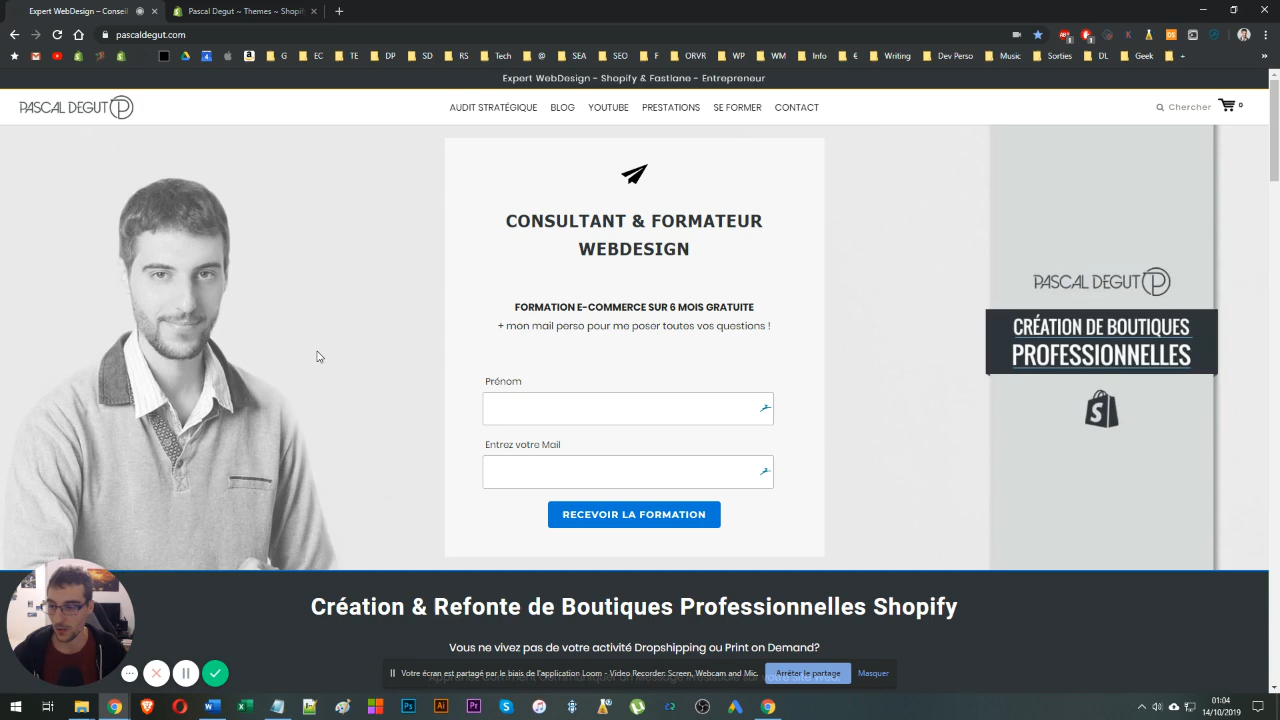 Expert WebDesign – Conseil
Pascal Degut ~ Themes ~ Shopify
pascaldegut.com
G EC TE DP SD RS Tech @ SEA SEO F ORVR WP WM Info € Writing Dev Perso Music Sorties DL Geek +
Expert WebDesign - Shopify & Fastlane - Entrepreneur
PASCAL DEGUT
AUDIT STRATÉGIQUE BLOG YOUTUBE PRESTATIONS SE FORMER CONTACT
Chercher 0
CONSULTANT & FORMATEUR
WEBDESIGN
FORMATION E-COMMERCE SUR 6 MOIS GRATUITE
+ mon mail perso pour me poser toutes vos questions !
Prénom
Entrez votre Mail
RECEVOIR LA FORMATION
PASCAL DEGUT
CRÉATION DE BOUTIQUES
PROFESSIONNELLES
Création & Refonte de Boutiques Professionnelles Shopify
Vous ne vivez pas de votre activité Dropshipping ou Print on Demand?
Votre écran est partagé par le biais de l'application Loom - Video Recorder: Screen, Webcam and Mic.
Arrêter le partage
Masquer
01:04
14/10/2019